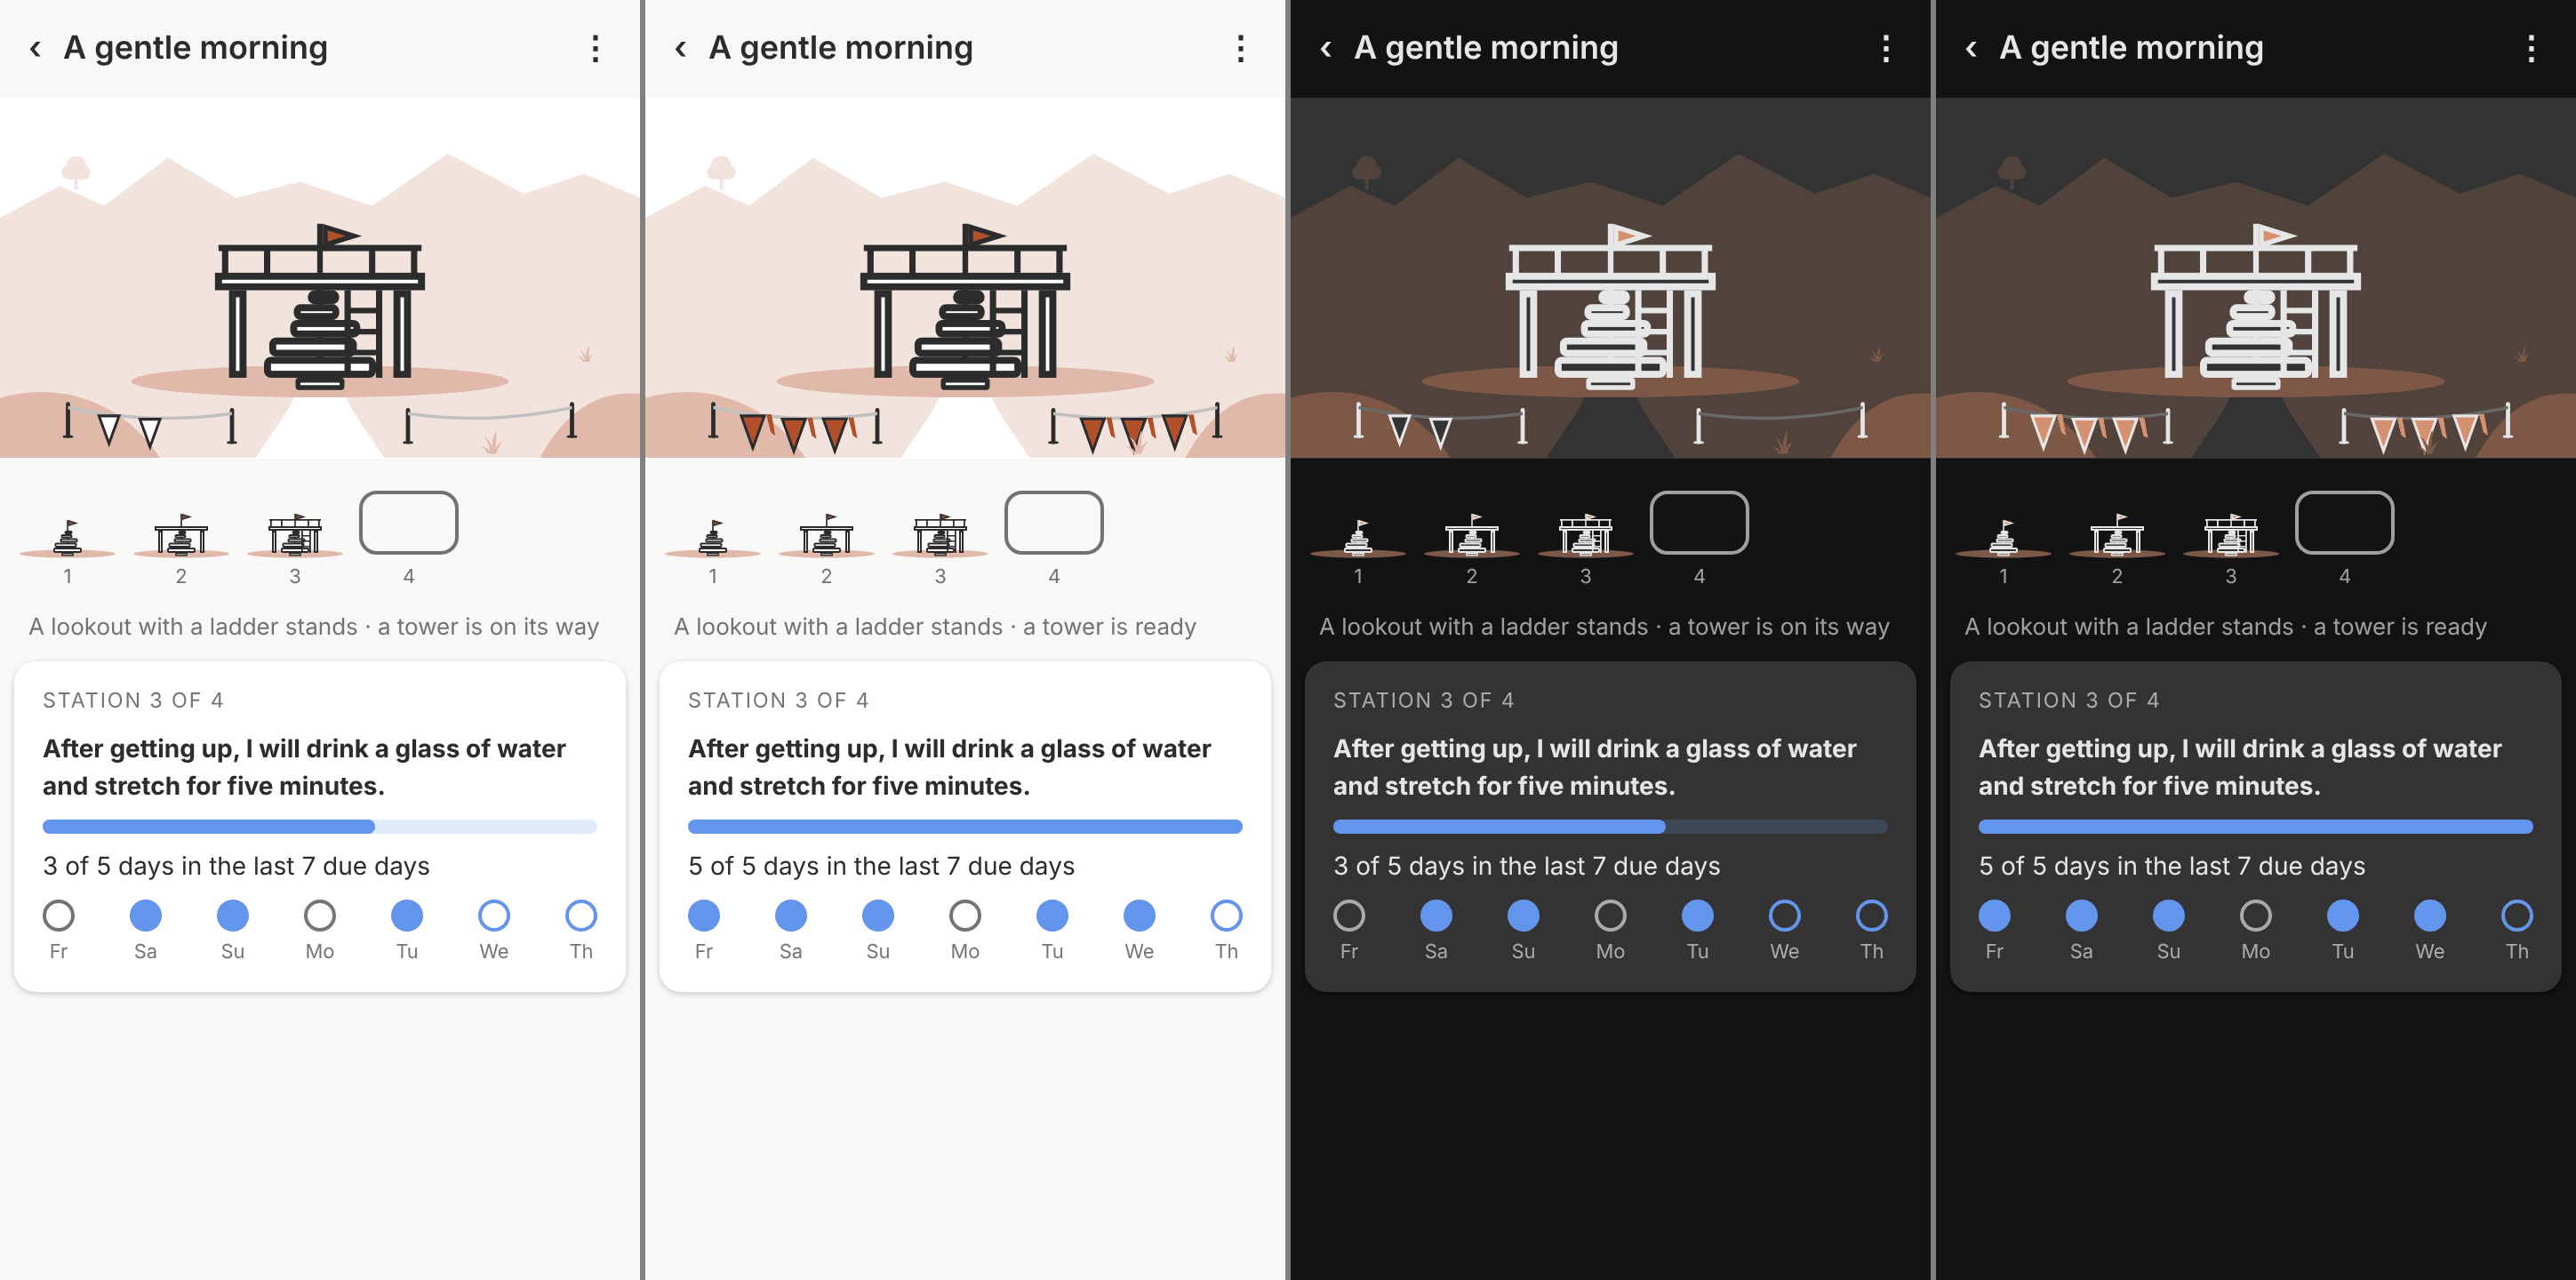 A gentle morning
1 2 3 4
A lookout with a ladder stands · a tower is on its way
STATION 3 OF 4
After getting up, I will drink a glass of water
and stretch for five minutes.
3 of 5 days in the last 7 due days
Fr Sa Su Mo Tu We Th
A gentle morning
1 2 3 4
A lookout with a ladder stands · a tower is ready
STATION 3 OF 4
After getting up, I will drink a glass of water
and stretch for five minutes.
5 of 5 days in the last 7 due days
Fr Sa Su Mo Tu We Th
A gentle morning
1 2 3 4
A lookout with a ladder stands · a tower is on its way
STATION 3 OF 4
After getting up, I will drink a glass of water
and stretch for five minutes.
3 of 5 days in the last 7 due days
Fr Sa Su Mo Tu We Th
A gentle morning
1 2 3 4
A lookout with a ladder stands · a tower is ready
STATION 3 OF 4
After getting up, I will drink a glass of water
and stretch for five minutes.
5 of 5 days in the last 7 due days
Fr Sa Su Mo Tu We Th